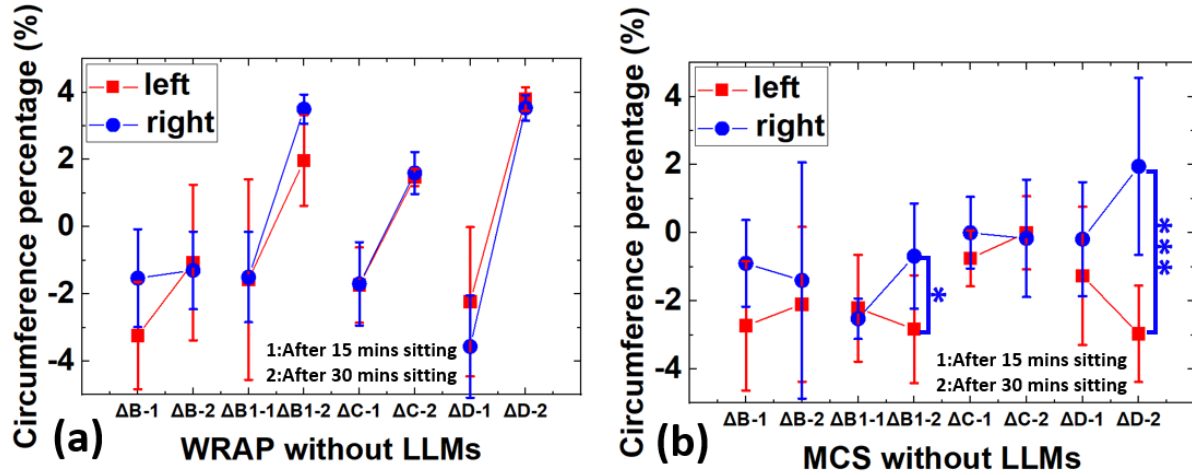 Circumference percentage (%)
left
right
4
2
0
-2
-4
1:After 15 mins sitting
2:After 30 mins sitting
ΔB-1 ΔB-2 ΔB1-1 ΔB1-2 ΔC-1 ΔC-2 ΔD-1 ΔD-2
(a) WRAP without LLMs
Circumference percentage (%)
left
right
4
2
0
-2
-4
*
***
1:After 15 mins sitting
2:After 30 mins sitting
ΔB-1 ΔB-2 ΔB1-1 ΔB1-2 ΔC-1 ΔC-2 ΔD-1 ΔD-2
(b) MCS without LLMs